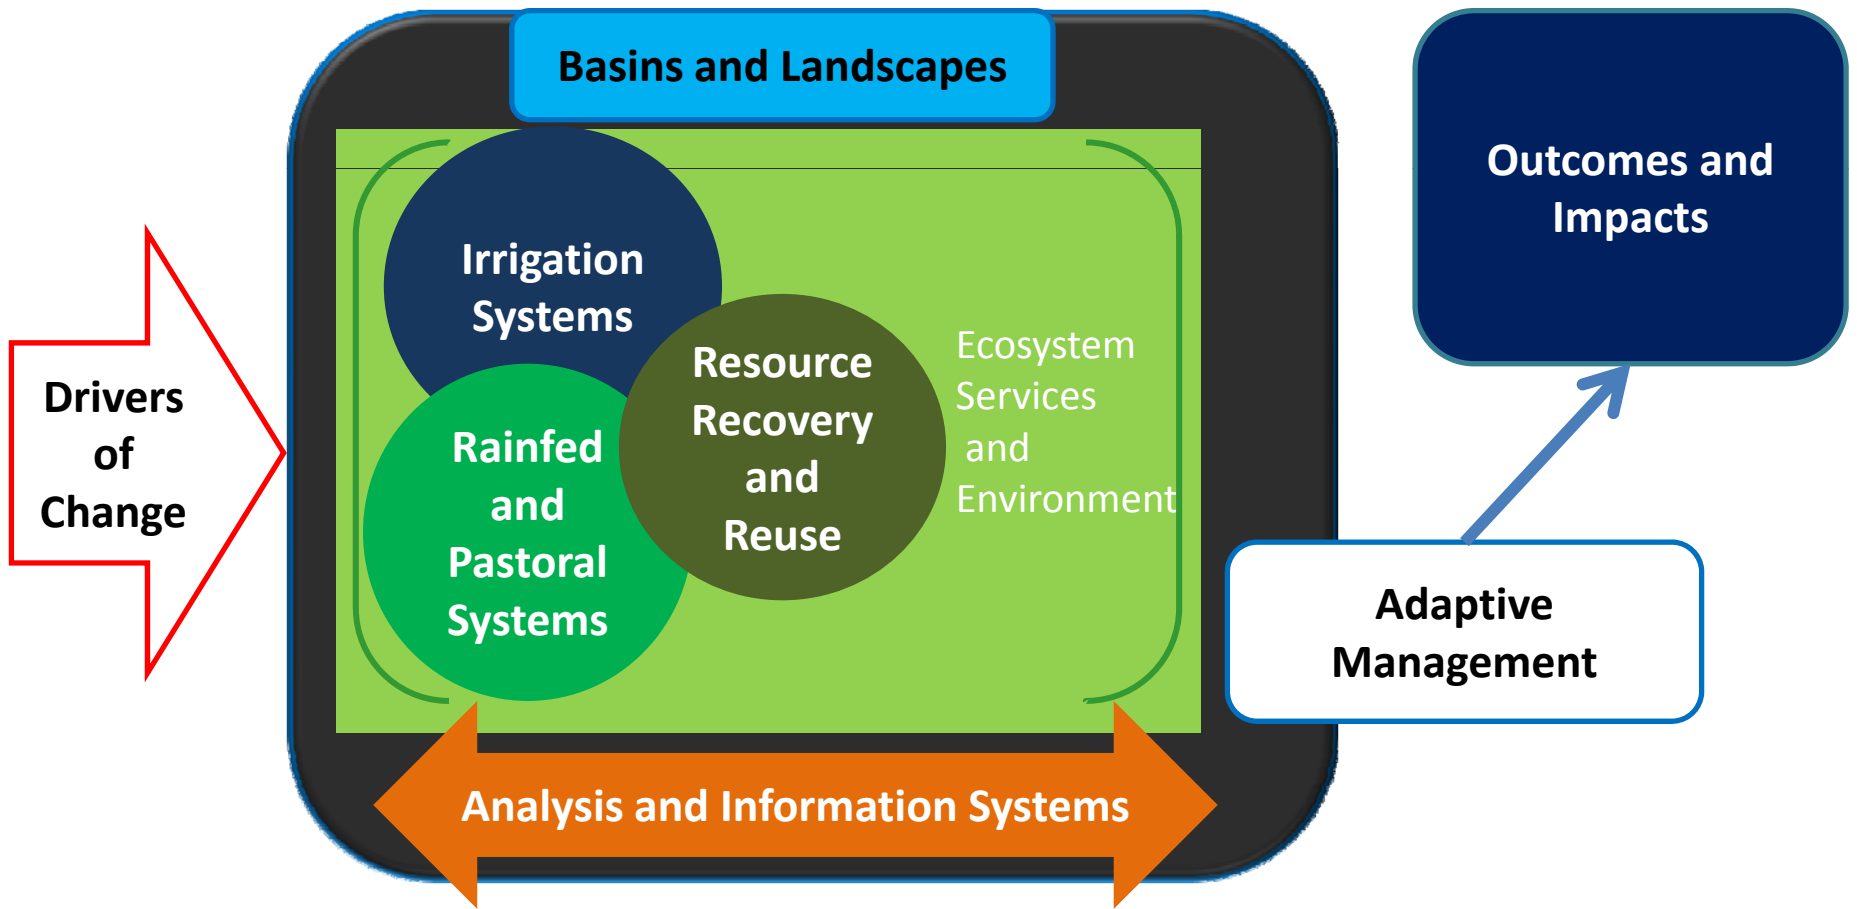 Basins and Landscapes
Outcomes and
Impacts
Irrigation
Systems
Drivers
of
Change
Rainfed
and
Pastoral
Systems
Resource
Recovery
and
Reuse
Ecosystem
Services
and
Environment
Adaptive
Management
Analysis and Information Systems